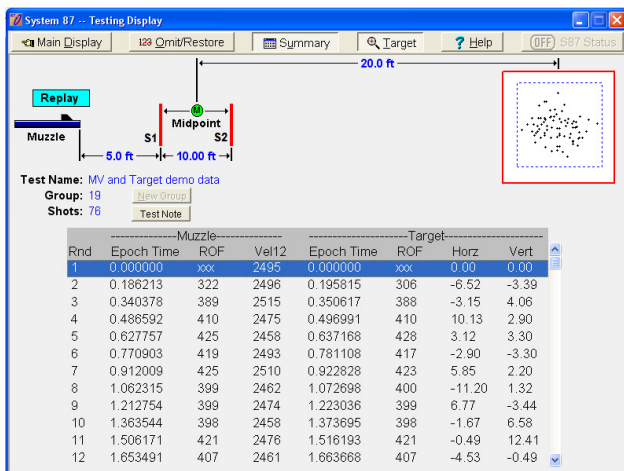 System 87 -- Testing Display
Main Display 123 Omit/Restore Summary Target Help OFF S87 Status
20.0 ft
Replay
M
Midpoint
Muzzle S1 S2
5.0 ft 10.00 ft
Test Name: MV and Target demo data
Group: 19 New Group
Shots: 76 Test Note
--------------Muzzle-------------- ---------------------Target---------------------
Rnd Epoch Time ROF Vel12 Epoch Time ROF Horz Vert
1 0.000000 xxx 2495 0.000000 xxx 0.00 0.00
2 0.186213 322 2496 0.195815 306 -6.52 -3.39
3 0.340378 389 2515 0.350617 388 -3.15 4.06
4 0.486592 410 2475 0.496991 410 10.13 2.90
5 0.627757 425 2458 0.637168 428 3.12 3.30
6 0.770903 419 2493 0.781108 417 -2.90 -3.30
7 0.912009 425 2510 0.922828 423 5.85 2.20
8 1.062315 399 2462 1.072698 400 -11.20 1.32
9 1.212754 399 2474 1.223036 399 6.77 -3.44
10 1.363544 398 2458 1.373695 398 -1.67 6.58
11 1.506171 421 2476 1.516193 421 -0.49 12.41
12 1.653491 407 2461 1.663668 407 -4.53 -0.49